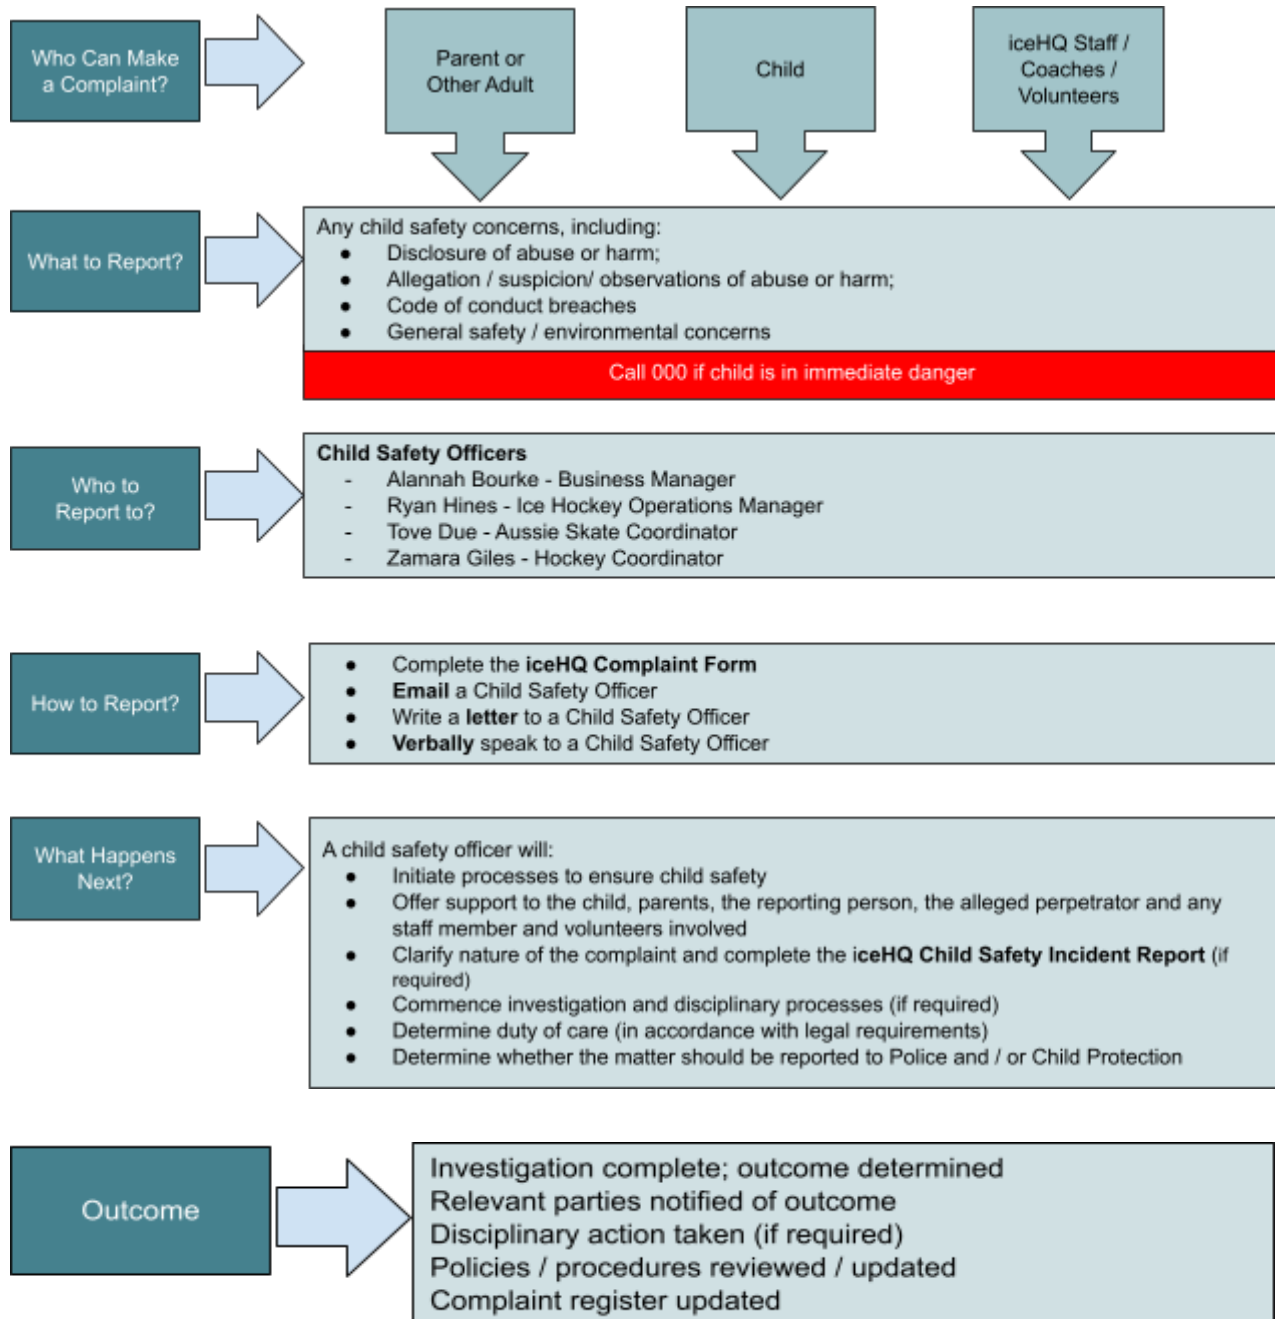 Who Can Make
a Complaint?
Parent or
Other Adult
Child
iceHQ Staff /
Coaches /
Volunteers
What to Report?
Any child safety concerns, including:
● Disclosure of abuse or harm;
● Allegation / suspicion/ observations of abuse or harm;
● Code of conduct breaches
● General safety / environmental concerns
Call 000 if child is in immediate danger
Who to
Report to?
Child Safety Officers
- Alannah Bourke - Business Manager
- Ryan Hines - Ice Hockey Operations Manager
- Tove Due - Aussie Skate Coordinator
- Zamara Giles - Hockey Coordinator
How to Report?
● Complete the iceHQ Complaint Form
● Email a Child Safety Officer
● Write a letter to a Child Safety Officer
● Verbally speak to a Child Safety Officer
What Happens
Next?
A child safety officer will:
● Initiate processes to ensure child safety
● Offer support to the child, parents, the reporting person, the alleged perpetrator and any
staff member and volunteers involved
● Clarify nature of the complaint and complete the iceHQ Child Safety Incident Report (if
required)
● Commence investigation and disciplinary processes (if required)
● Determine duty of care (in accordance with legal requirements)
● Determine whether the matter should be reported to Police and / or Child Protection
Outcome
Investigation complete; outcome determined
Relevant parties notified of outcome
Disciplinary action taken (if required)
Policies / procedures reviewed / updated
Complaint register updated